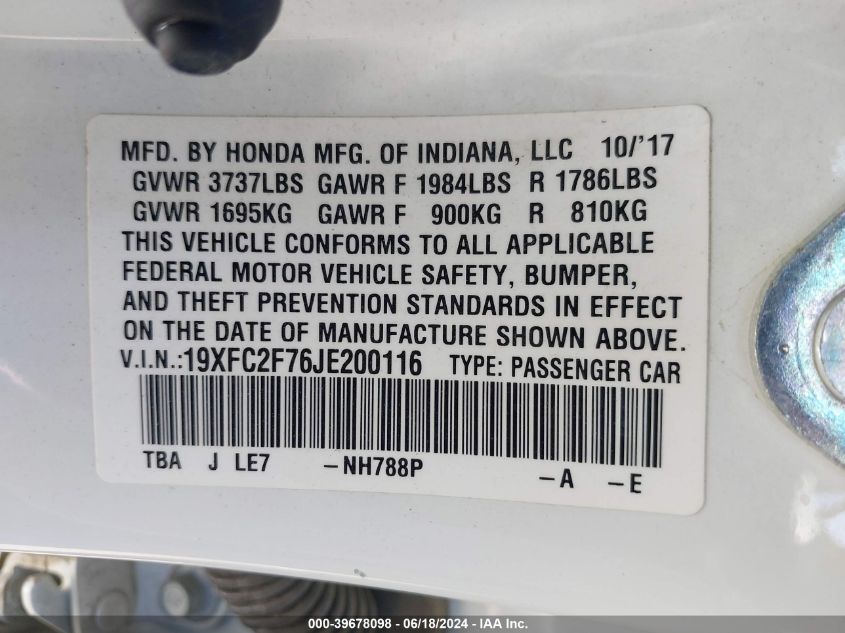 MFD. BY HONDA MFG. OF INDIANA, LLC 10/'17
GVWR 3737LBS GAWR F 1984LBS R 1786LBS
GVWR 1695KG GAWR F 900KG R 810KG
THIS VEHICLE CONFORMS TO ALL APPLICABLE
FEDERAL MOTOR VEHICLE SAFETY, BUMPER,
AND THEFT PREVENTION STANDARDS IN EFFECT
ON THE DATE OF MANUFACTURE SHOWN ABOVE.
V.I.N.:19XFC2F76JE200116 TYPE: PASSENGER CAR
TBA J LE7 -NH788P -A -E
000-39678098 - 06/18/2024 - IAA Inc.